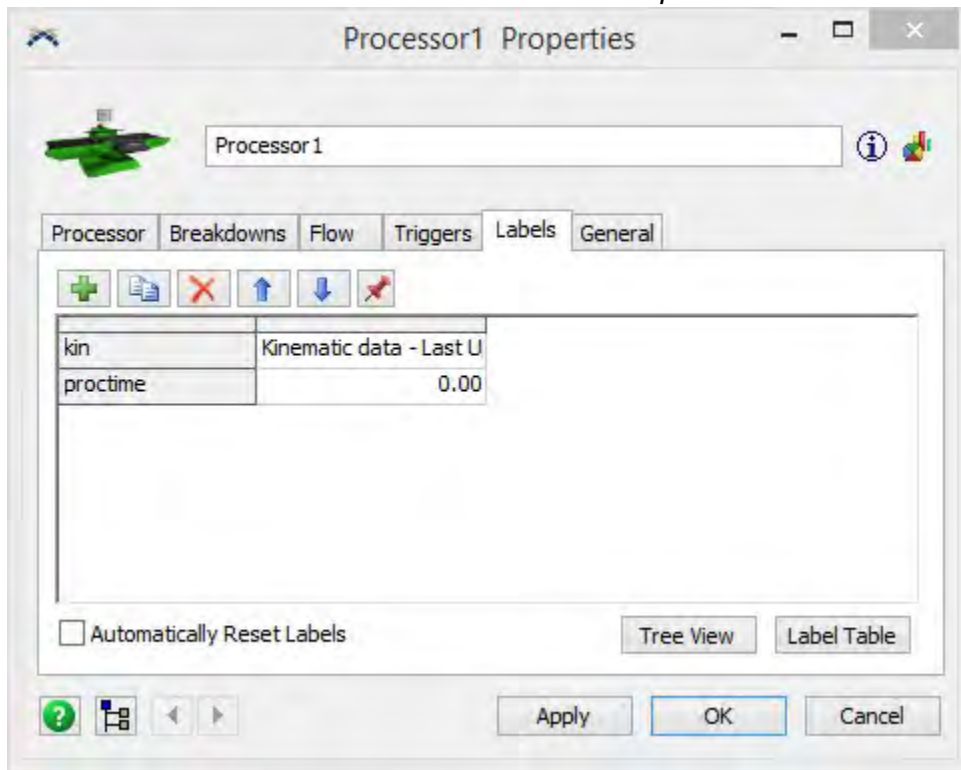 Processor1 Properties
Processor1
Processor Breakdowns Flow Triggers Labels General
kin Kinematic data - Last U
proctime 0.00
Automatically Reset Labels Tree View Label Table
Apply OK Cancel